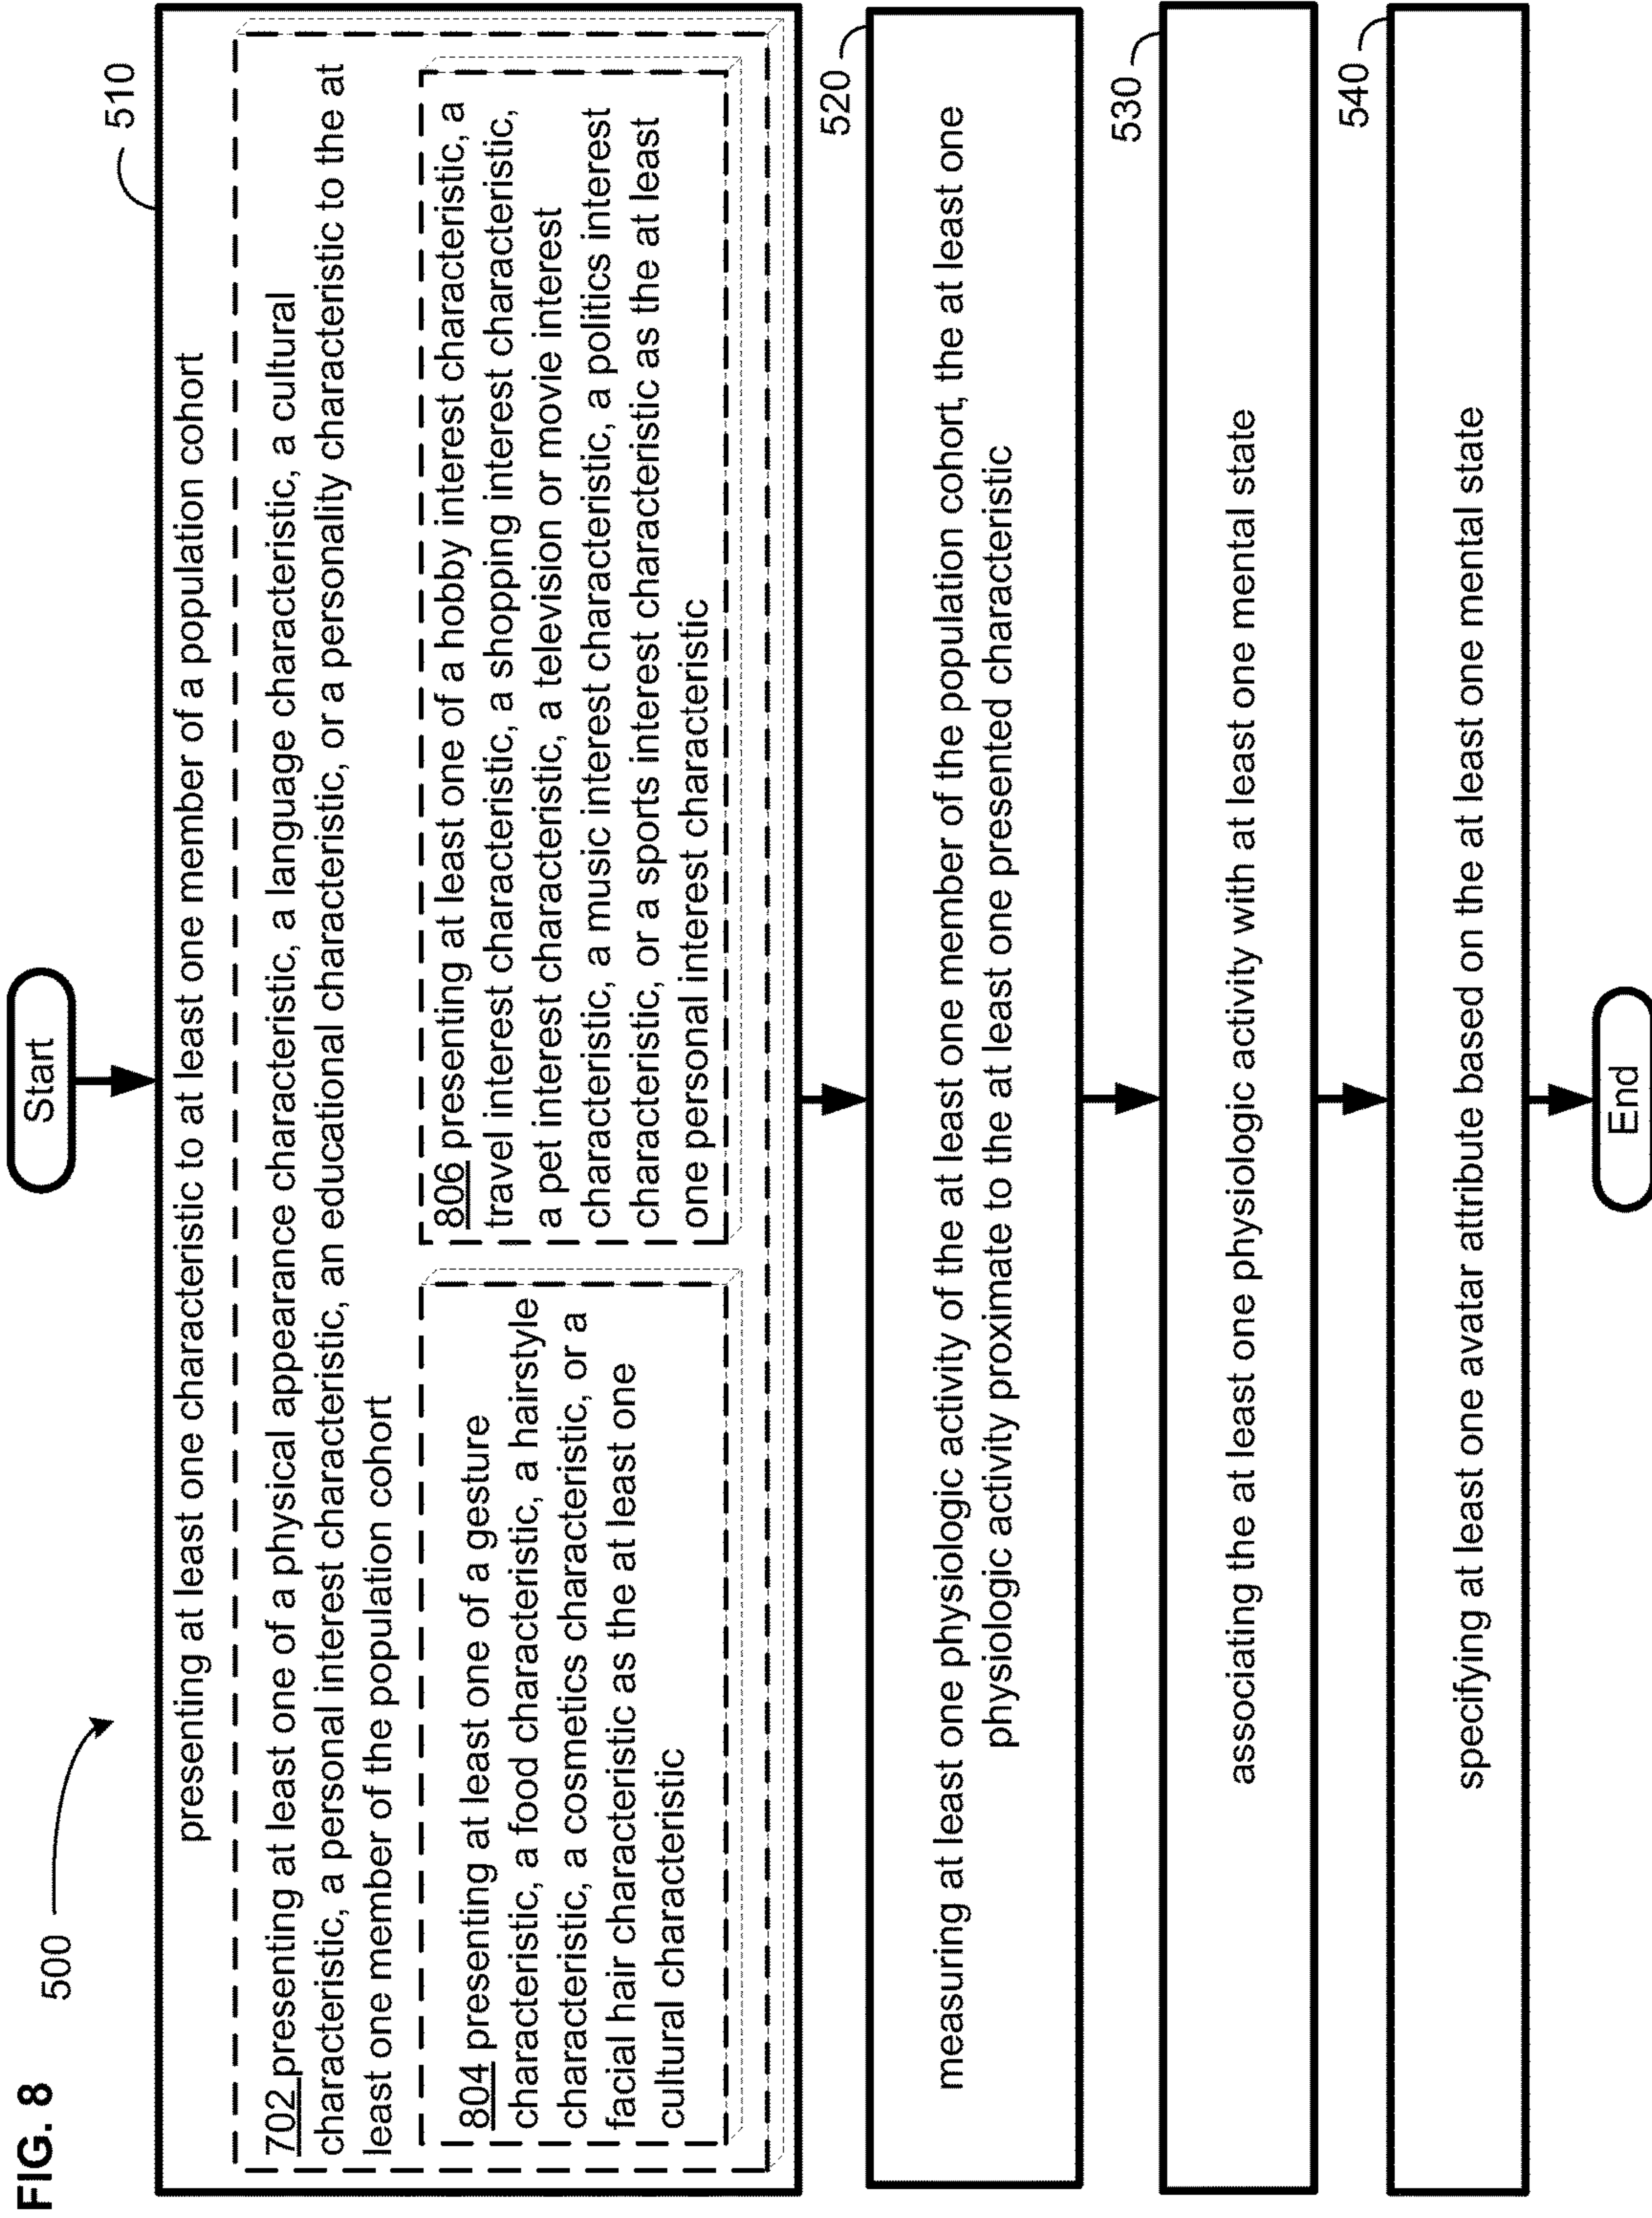 FIG. 8
500
Start
510
presenting at least one characteristic to at least one member of a population cohort
702 presenting at least one of a physical appearance characteristic, a language characteristic, a cultural
characteristic, a personal interest characteristic, an educational characteristic, or a personality characteristic to the at
least one member of the population cohort
804 presenting at least one of a gesture
characteristic, a food characteristic, a hairstyle
characteristic, a cosmetics characteristic, or a
facial hair characteristic as the at least one
cultural characteristic
806 presenting at least one of a hobby interest characteristic, a
travel interest characteristic, a shopping interest characteristic,
a pet interest characteristic, a television or movie interest
characteristic, a music interest characteristic, a politics interest
characteristic, or a sports interest characteristic as the at least
one personal interest characteristic
520
measuring at least one physiologic activity of the at least one member of the population cohort, the at least one
physiologic activity proximate to the at least one presented characteristic
530
associating the at least one physiologic activity with at least one mental state
540
specifying at least one avatar attribute based on the at least one mental state
End